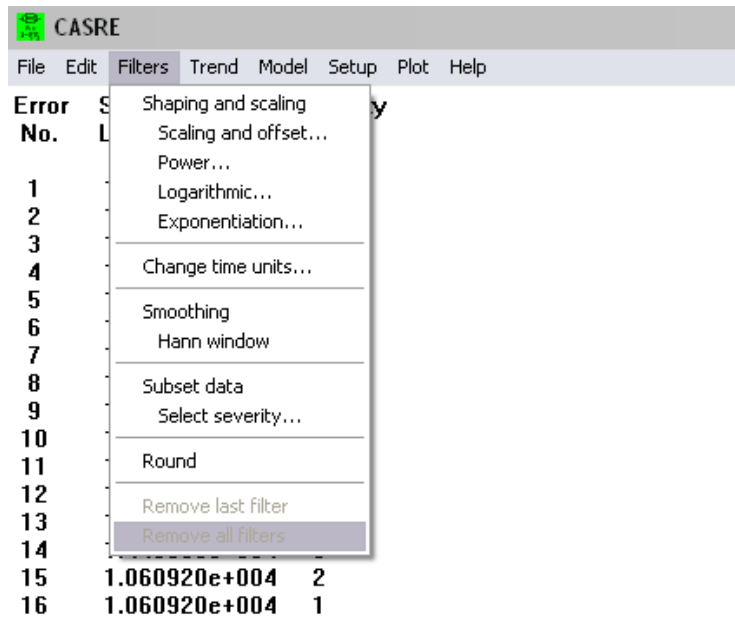 CASRE
File Edit Filters Trend Model Setup Plot Help
Error
No.
Shaping and scaling
Scaling and offset...
Power...
Logarithmic...
Exponentiation...
Change time units...
Smoothing
Hann window
Subset data
Select severity...
Round
Remove last filter
Remove all filters
1
2
3
4
5
6
7
8
9
10
11
12
13
14
15 1.060920e+004 2
16 1.060920e+004 1